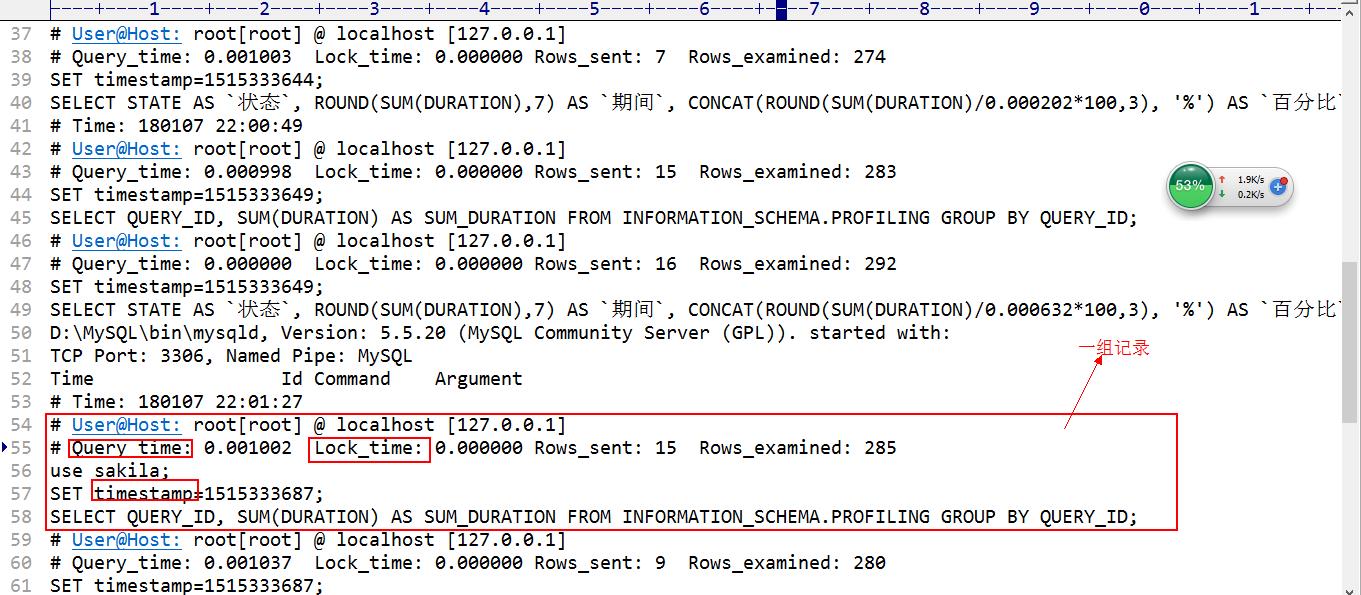 1 2 3 4 5 6 7 8 9 0 1
37 # User@Host: root[root] @ localhost [127.0.0.1]
38 # Query_time: 0.001003  Lock_time: 0.000000 Rows_sent: 7  Rows_examined: 274
39 SET timestamp=1515333644;
40 SELECT STATE AS `状态`, ROUND(SUM(DURATION),7) AS `期间`, CONCAT(ROUND(SUM(DURATION)/0.000202*100,3), '%') AS `百分比`
41 # Time: 180107 22:00:49
42 # User@Host: root[root] @ localhost [127.0.0.1]
43 # Query_time: 0.000998  Lock_time: 0.000000 Rows_sent: 15  Rows_examined: 283
44 SET timestamp=1515333649;
45 SELECT QUERY_ID, SUM(DURATION) AS SUM_DURATION FROM INFORMATION_SCHEMA.PROFILING GROUP BY QUERY_ID;
53% 1.9K/s
0.2K/s
46 # User@Host: root[root] @ localhost [127.0.0.1]
47 # Query_time: 0.000000  Lock_time: 0.000000 Rows_sent: 16  Rows_examined: 292
48 SET timestamp=1515333649;
49 SELECT STATE AS `状态`, ROUND(SUM(DURATION),7) AS `期间`, CONCAT(ROUND(SUM(DURATION)/0.000632*100,3), '%') AS `百分比`
50 D:\MySQL\bin\mysqld, Version: 5.5.20 (MySQL Community Server (GPL)). started with:
51 TCP Port: 3306, Named Pipe: MySQL
一组记录
52 Time                 Id Command    Argument
53 # Time: 180107 22:01:27
54 # User@Host: root[root] @ localhost [127.0.0.1]
55 # Query_time: 0.001002  Lock_time: 0.000000 Rows_sent: 15  Rows_examined: 285
56 use sakila;
57 SET timestamp=1515333687;
58 SELECT QUERY_ID, SUM(DURATION) AS SUM_DURATION FROM INFORMATION_SCHEMA.PROFILING GROUP BY QUERY_ID;
59 # User@Host: root[root] @ localhost [127.0.0.1]
60 # Query_time: 0.001037  Lock_time: 0.000000 Rows_sent: 9  Rows_examined: 280
61 SET timestamp=1515333687;